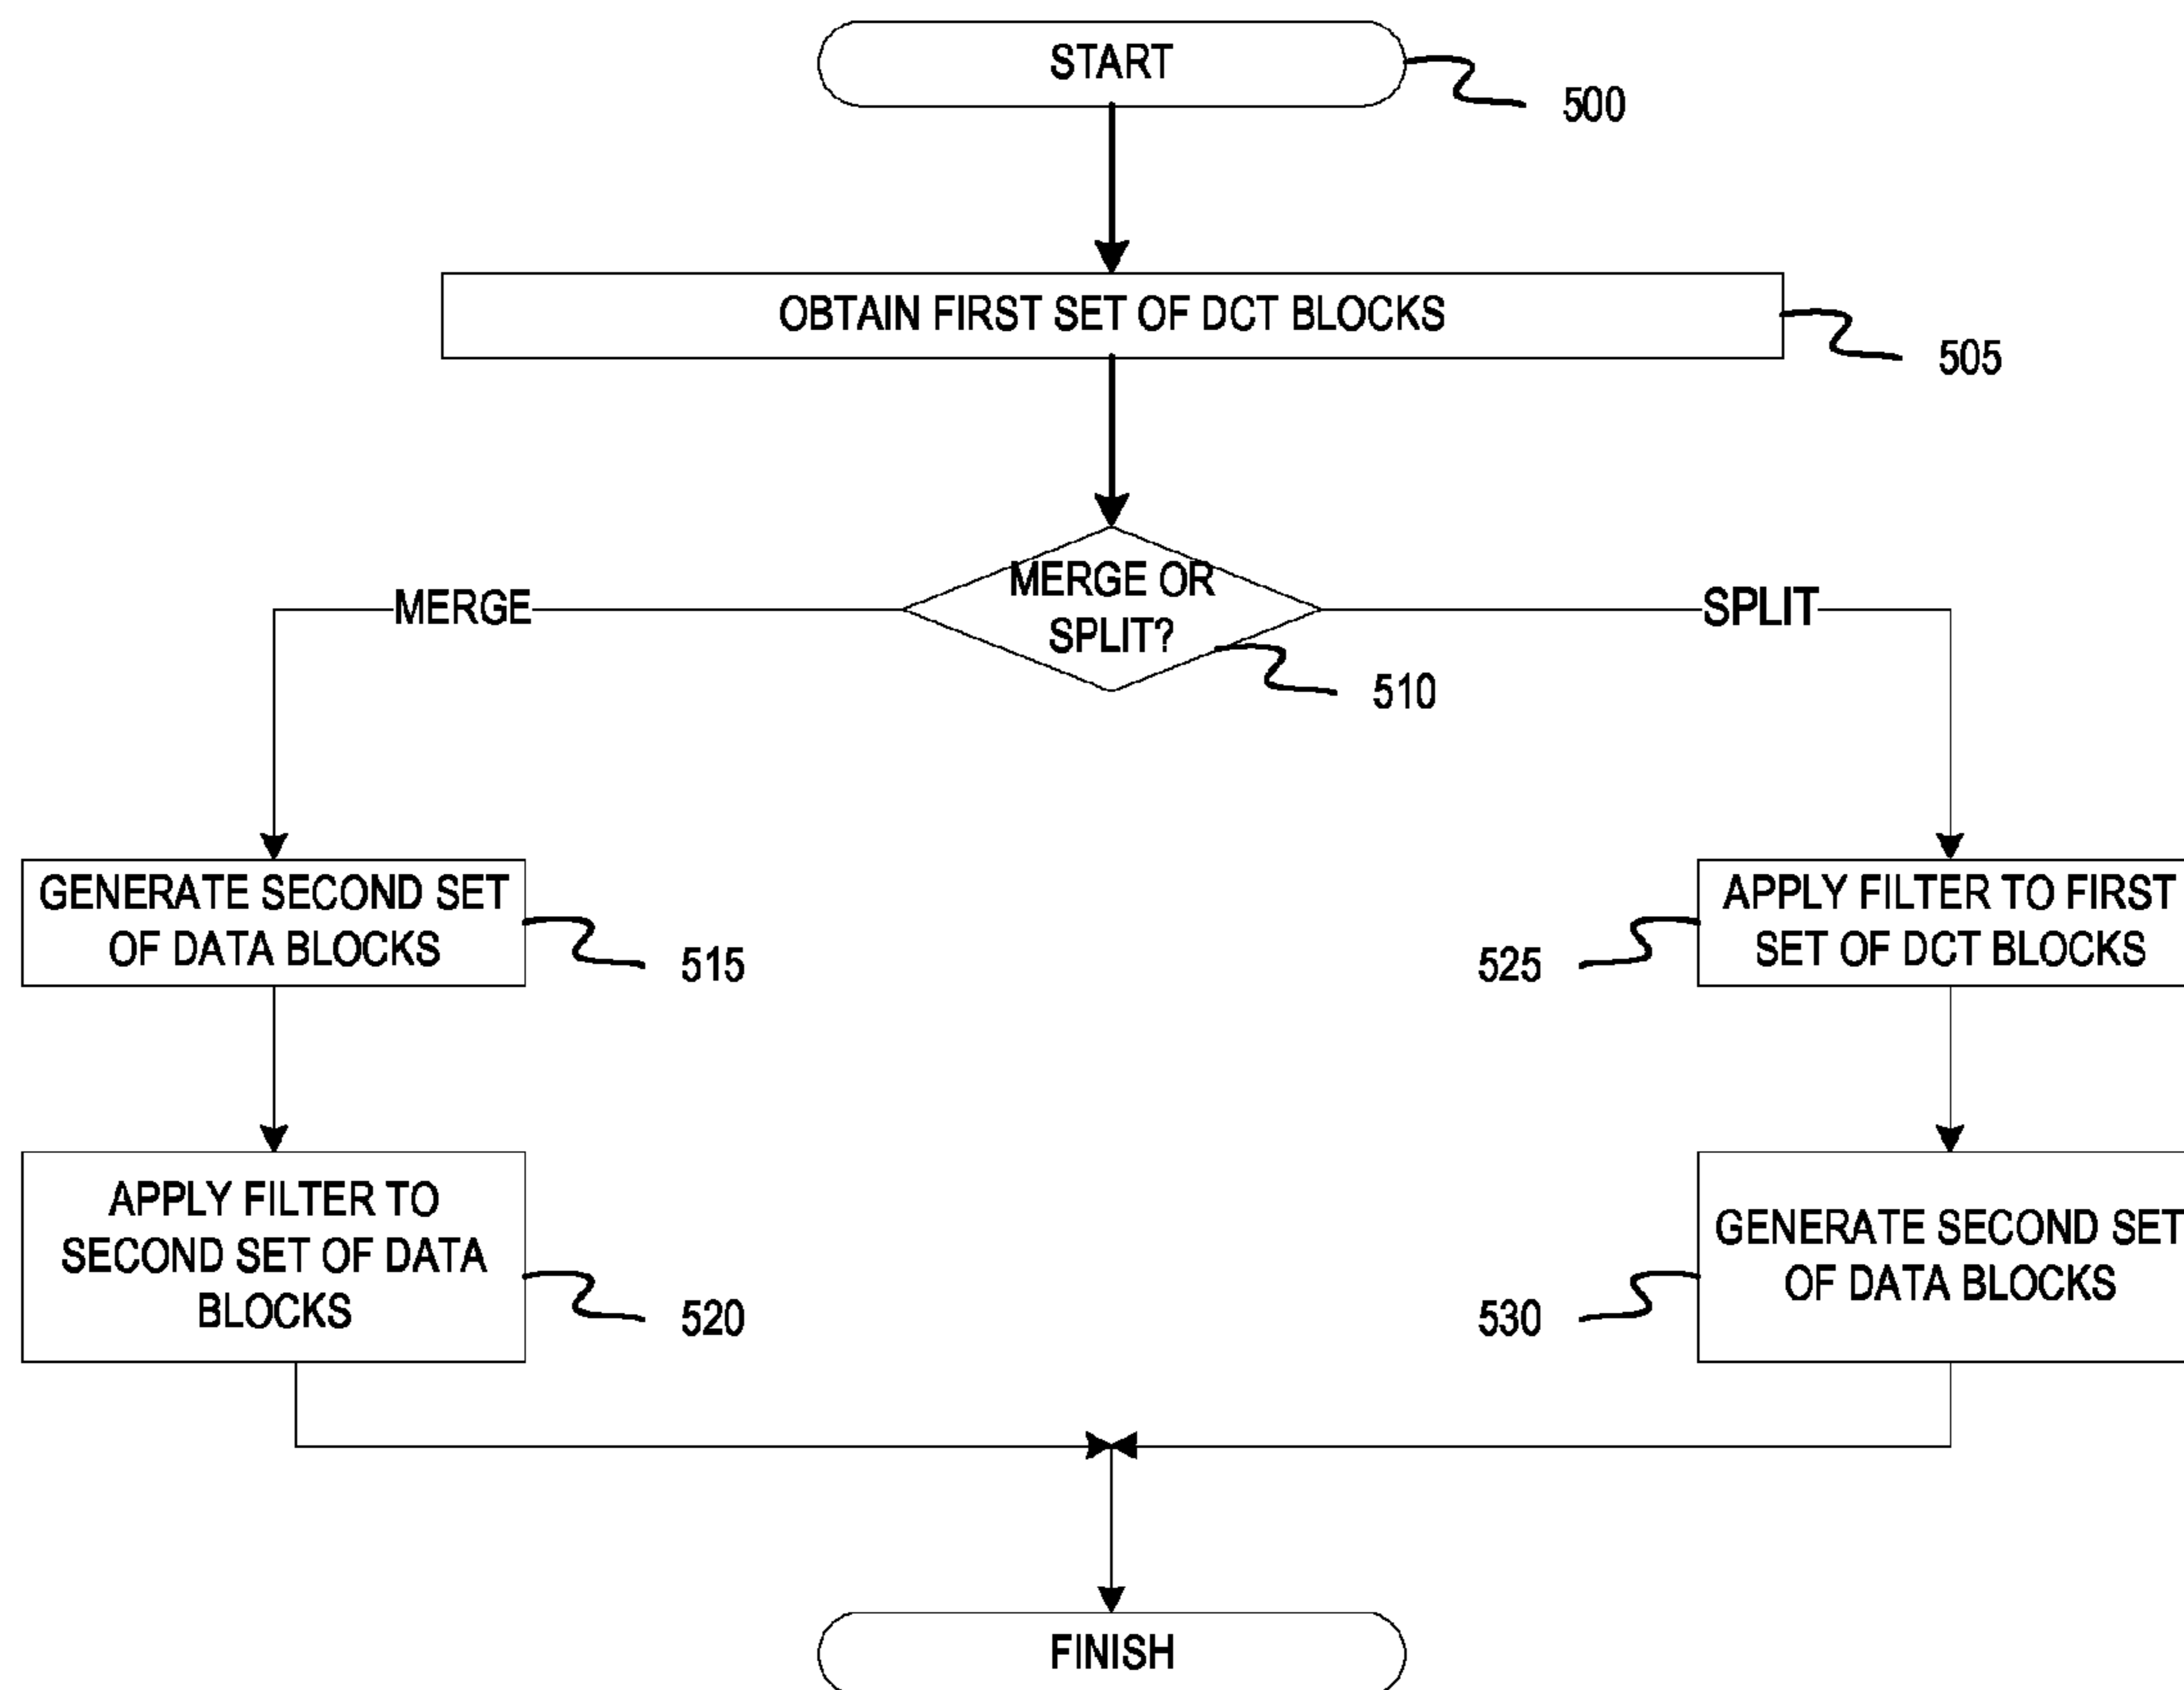 START
500
OBTAIN FIRST SET OF DCT BLOCKS
505
MERGE OR
SPLIT?
510
MERGE
SPLIT
GENERATE SECOND SET
OF DATA BLOCKS
515
APPLY FILTER TO FIRST
SET OF DCT BLOCKS
525
APPLY FILTER TO
SECOND SET OF DATA
BLOCKS
520
GENERATE SECOND SET
OF DATA BLOCKS
530
FINISH